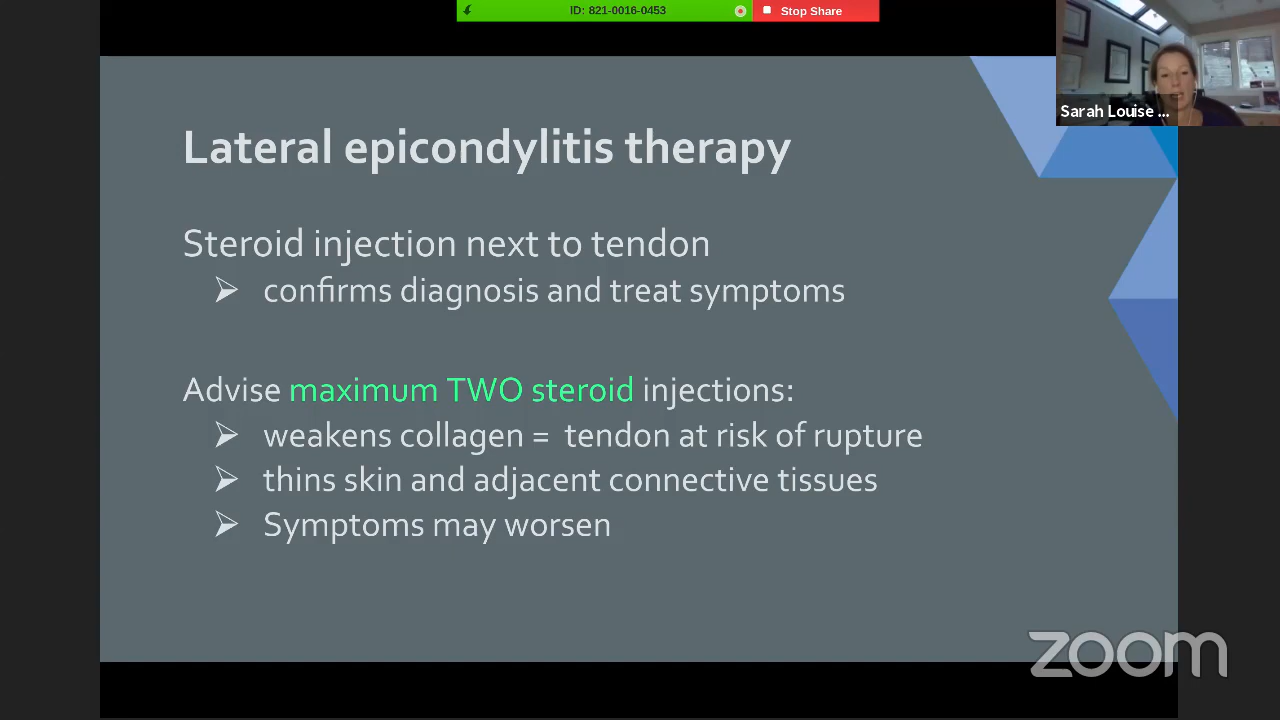 ID: 821-0016-0453
Stop Share
Sarah Louise ...
Lateral epicondylitis therapy
Steroid injection next to tendon
➢ confirms diagnosis and treat symptoms
Advise maximum TWO steroid injections:
➢ weakens collagen = tendon at risk of rupture
➢ thins skin and adjacent connective tissues
➢ Symptoms may worsen
zoom